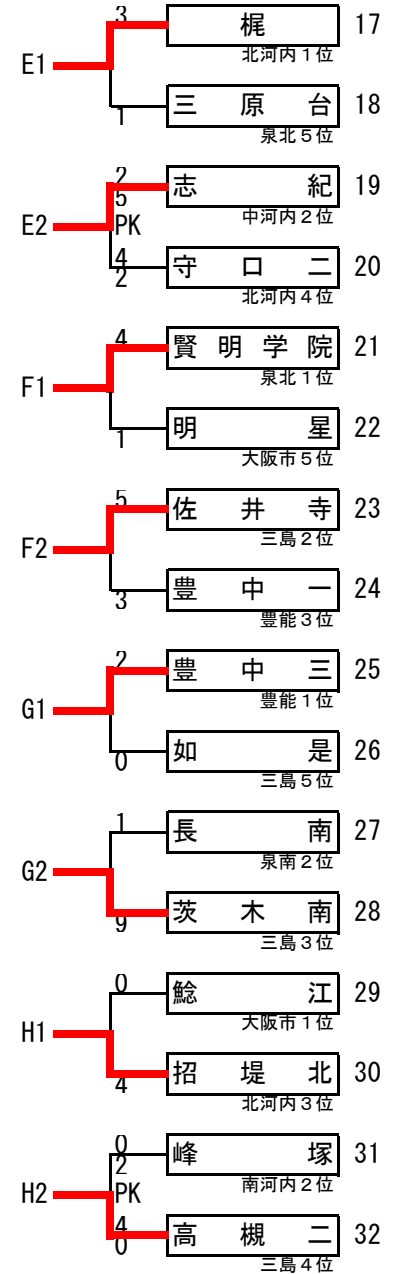 3
梶 17
北河内1位
E1
三原台 18
1
泉北5位
2
志紀 19
5
中河内2位
E2 PK
4
守口二 20
2
北河内4位
4
賢明学院 21
泉北1位
F1
明星 22
1
大阪市5位
5
佐井寺 23
三島2位
F2
豊中一 24
3
豊能3位
2
豊中三 25
豊能1位
G1
如是 26
0
三島5位
1
長南 27
泉南2位
G2
茨木南 28
9
三島3位
0
鯰江 29
大阪市1位
H1
招堤北 30
4
北河内3位
0
峰塚 31
2
南河内2位
H2 PK
4
高槻二 32
0
三島4位